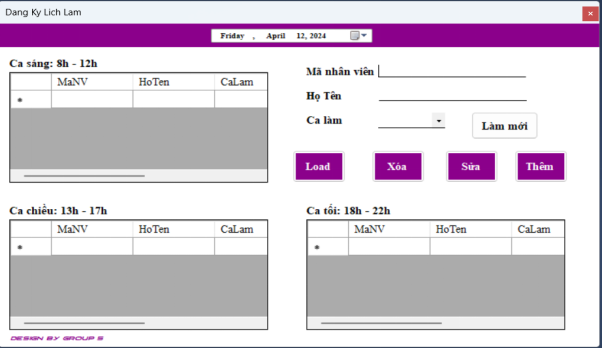 Dang Ky Lich Lam
Friday , April 12, 2024
Ca sáng: 8h - 12h
MaNV HoTen CaLam
Mã nhân viên
Họ Tên
Ca làm
Làm mới
Load Xóa Sửa Thêm
Ca chiều: 13h - 17h
MaNV HoTen CaLam
Ca tối: 18h - 22h
MaNV HoTen CaLam
DESIGN BY GROUP 5